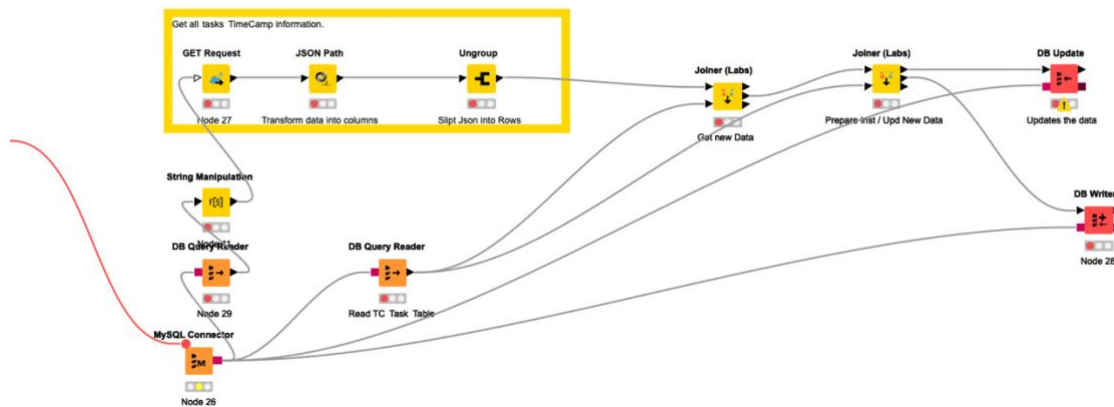 Get all tasks TimeCamp information.
GET Request
JSON Path
Ungroup
Node 27
Transform data into columns
Slipt Json into Rows
Joiner (Labs)
Get new Data
Joiner (Labs)
Prepare Inst / Upd New Data
DB Update
Updates the data
String Manipulation
f[S]
DB Query Reader
Node 29
DB Query Reader
Read TC Task Table
DB Writer
Node 28
MySQL Connector
M
Node 26